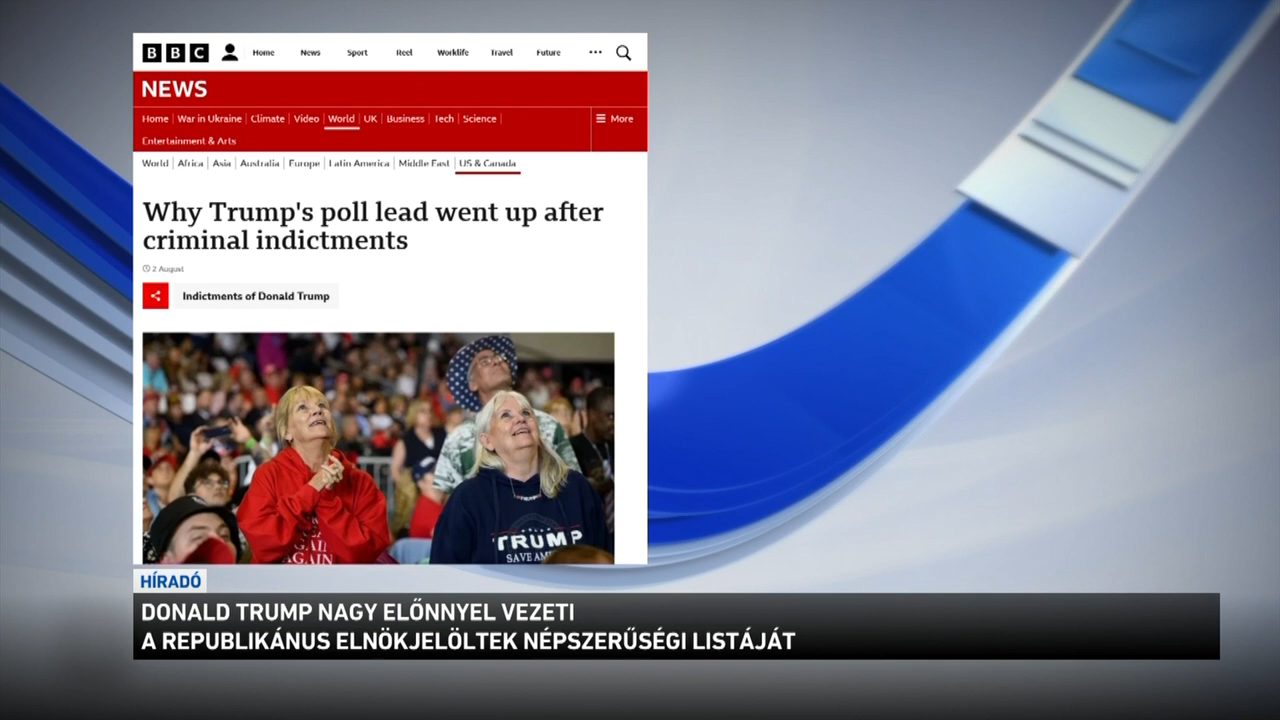 BBC Home News Sport Reel Worklife Travel Future ...
NEWS
Home War in Ukraine Climate Video World UK Business Tech Science More
Entertainment & Arts
World Africa Asia Australia Europe Latin America Middle East US & Canada
Why Trump's poll lead went up after
criminal indictments
2 August
Indictments of Donald Trump
AGAIN
TRUMP
SAVE
HÍRADÓ
DONALD TRUMP NAGY ELŐNNYEL VEZETI
A REPUBLIKÁNUS ELNÖKJELÖLTEK NÉPSZERŰSÉGI LISTÁJÁT